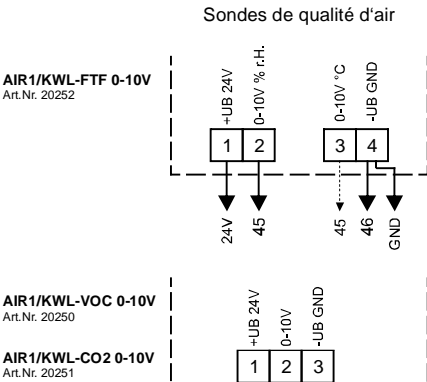 Sondes de qualité d‘air
AIR1/KWL-FTF 0-10V
Art.Nr. 20252
+UB 24V
0-10V % r.H.
0-10V °C
-UB GND
1 2 3 4
24V
45
45
46
GND
AIR1/KWL-VOC 0-10V
Art.Nr. 20250
AIR1/KWL-CO2 0-10V
Art.Nr. 20251
+UB 24V
0-10V
-UB GND
1 2 3